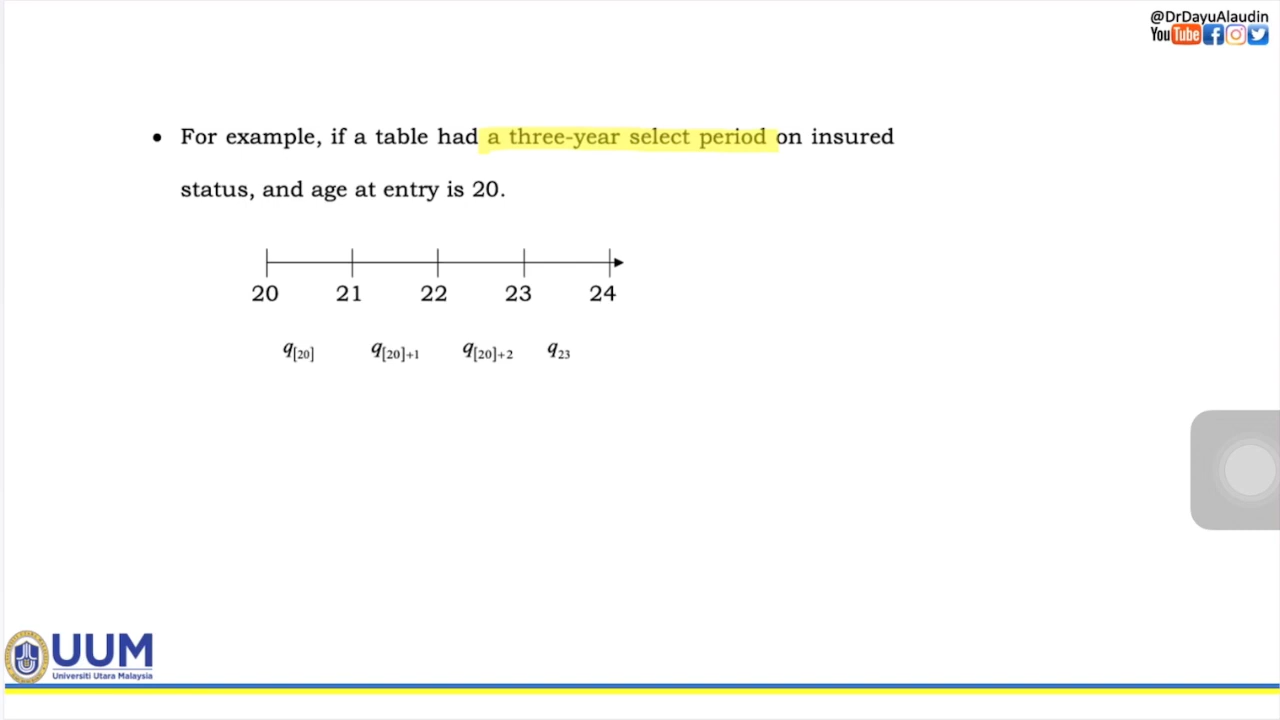 @DrDayuAlaudin
YouTube
• For example, if a table had a three-year select period on insured
status, and age at entry is 20.
20 21 22 23 24
q[20] q[20]+1 q[20]+2 q23
UUM
Universiti Utara Malaysia